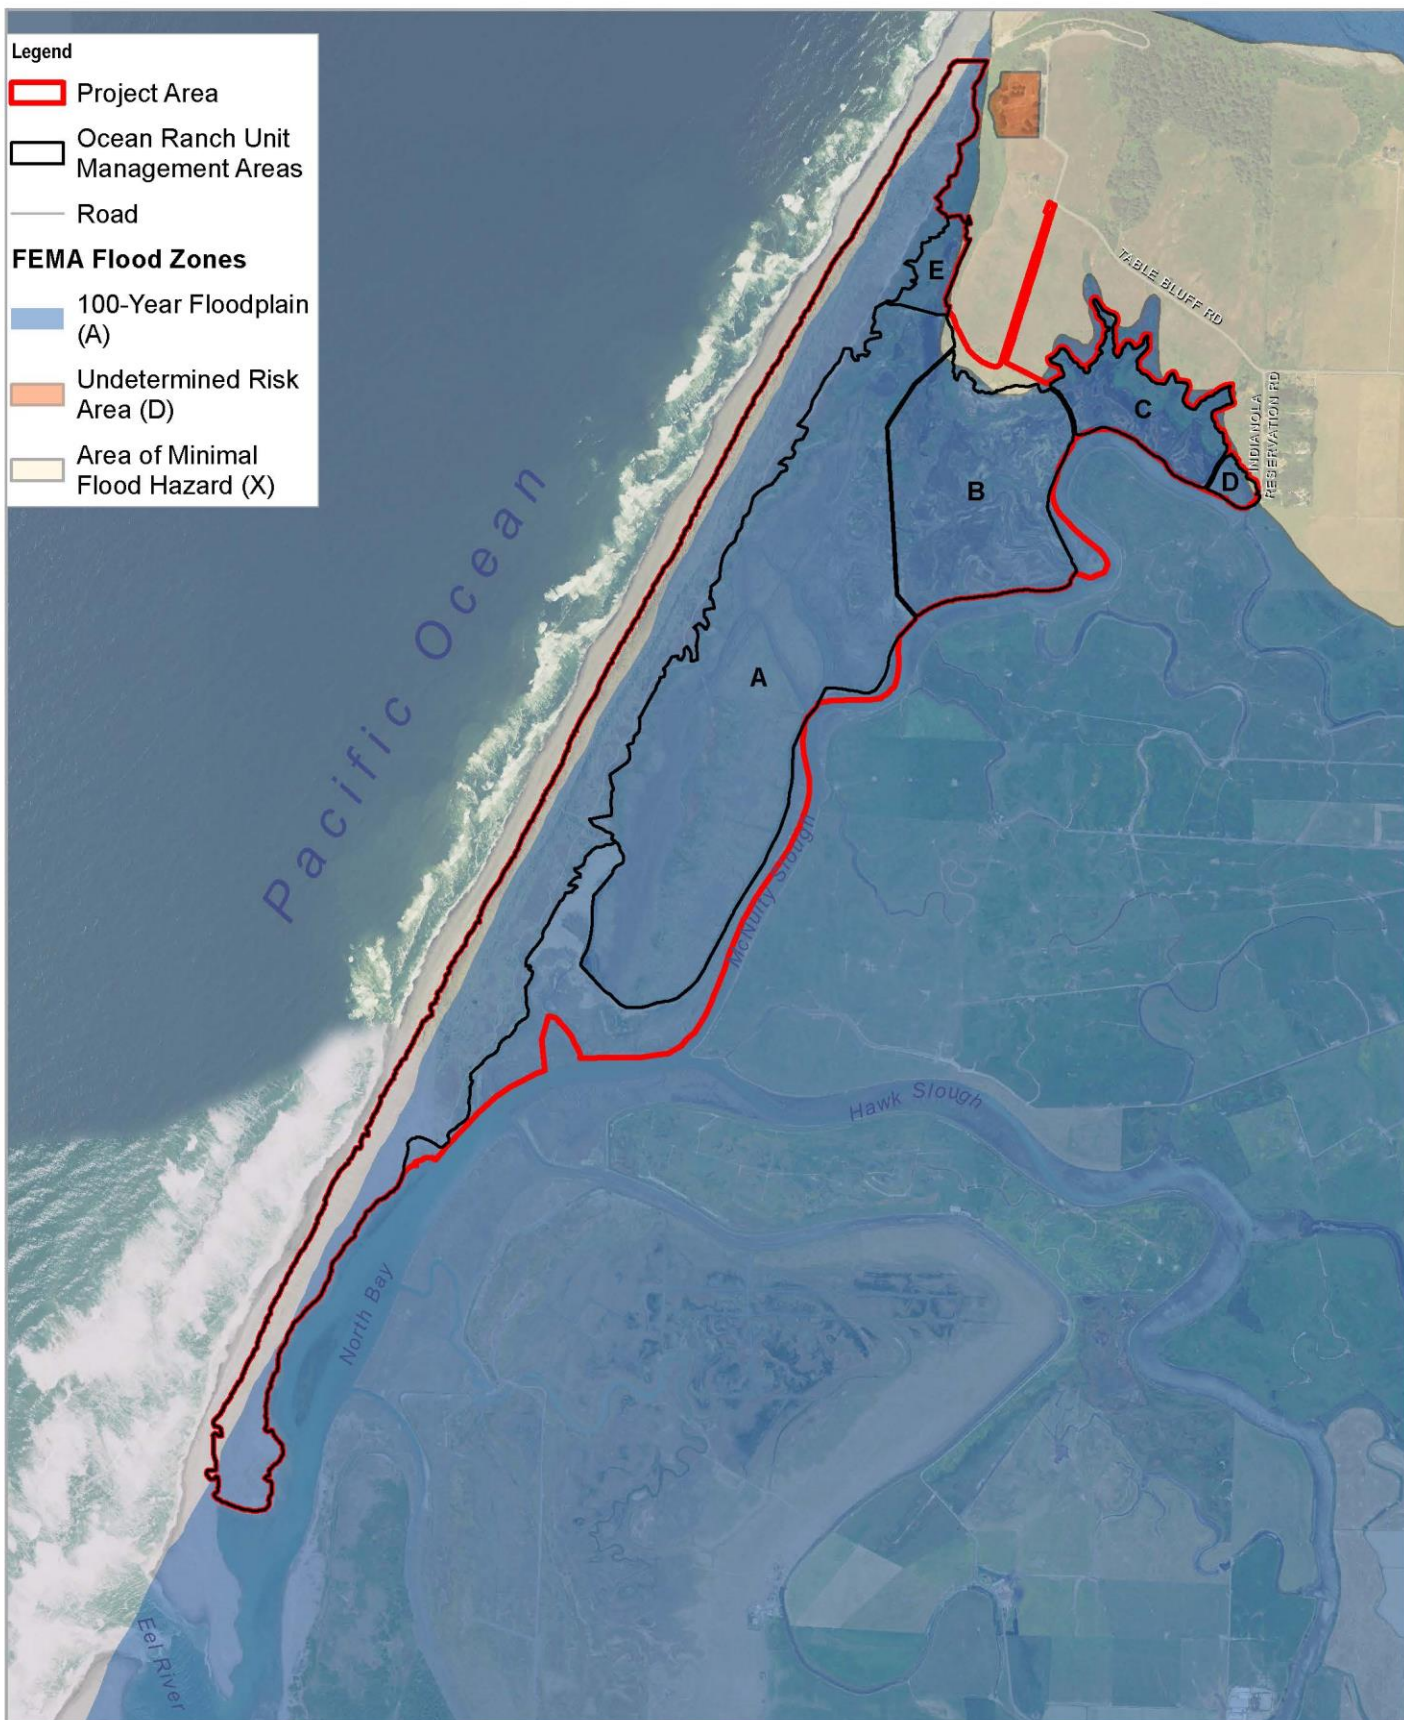 Legend
Project Area
Ocean Ranch Unit
Management Areas
Road
FEMA Flood Zones
100-Year Floodplain
(A)
Undetermined Risk
Area (D)
Area of Minimal
Flood Hazard (X)
E
TABLE BLUFF RD
C
D
INDIANOLA
RESERVATION RD
B
A
Pacific Ocean
McNulty Slough
Hawk Slough
North Bay
Eel River